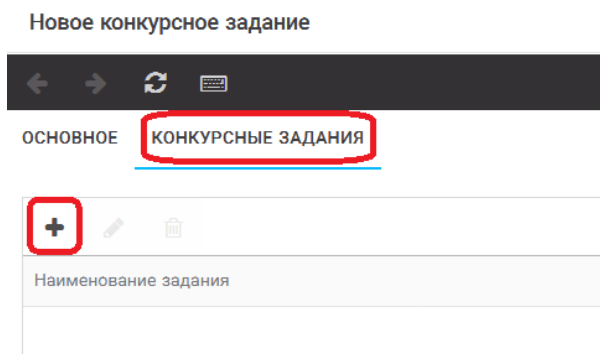 Новое конкурсное задание
ОСНОВНОЕ КОНКУРСНЫЕ ЗАДАНИЯ
Наименование задания